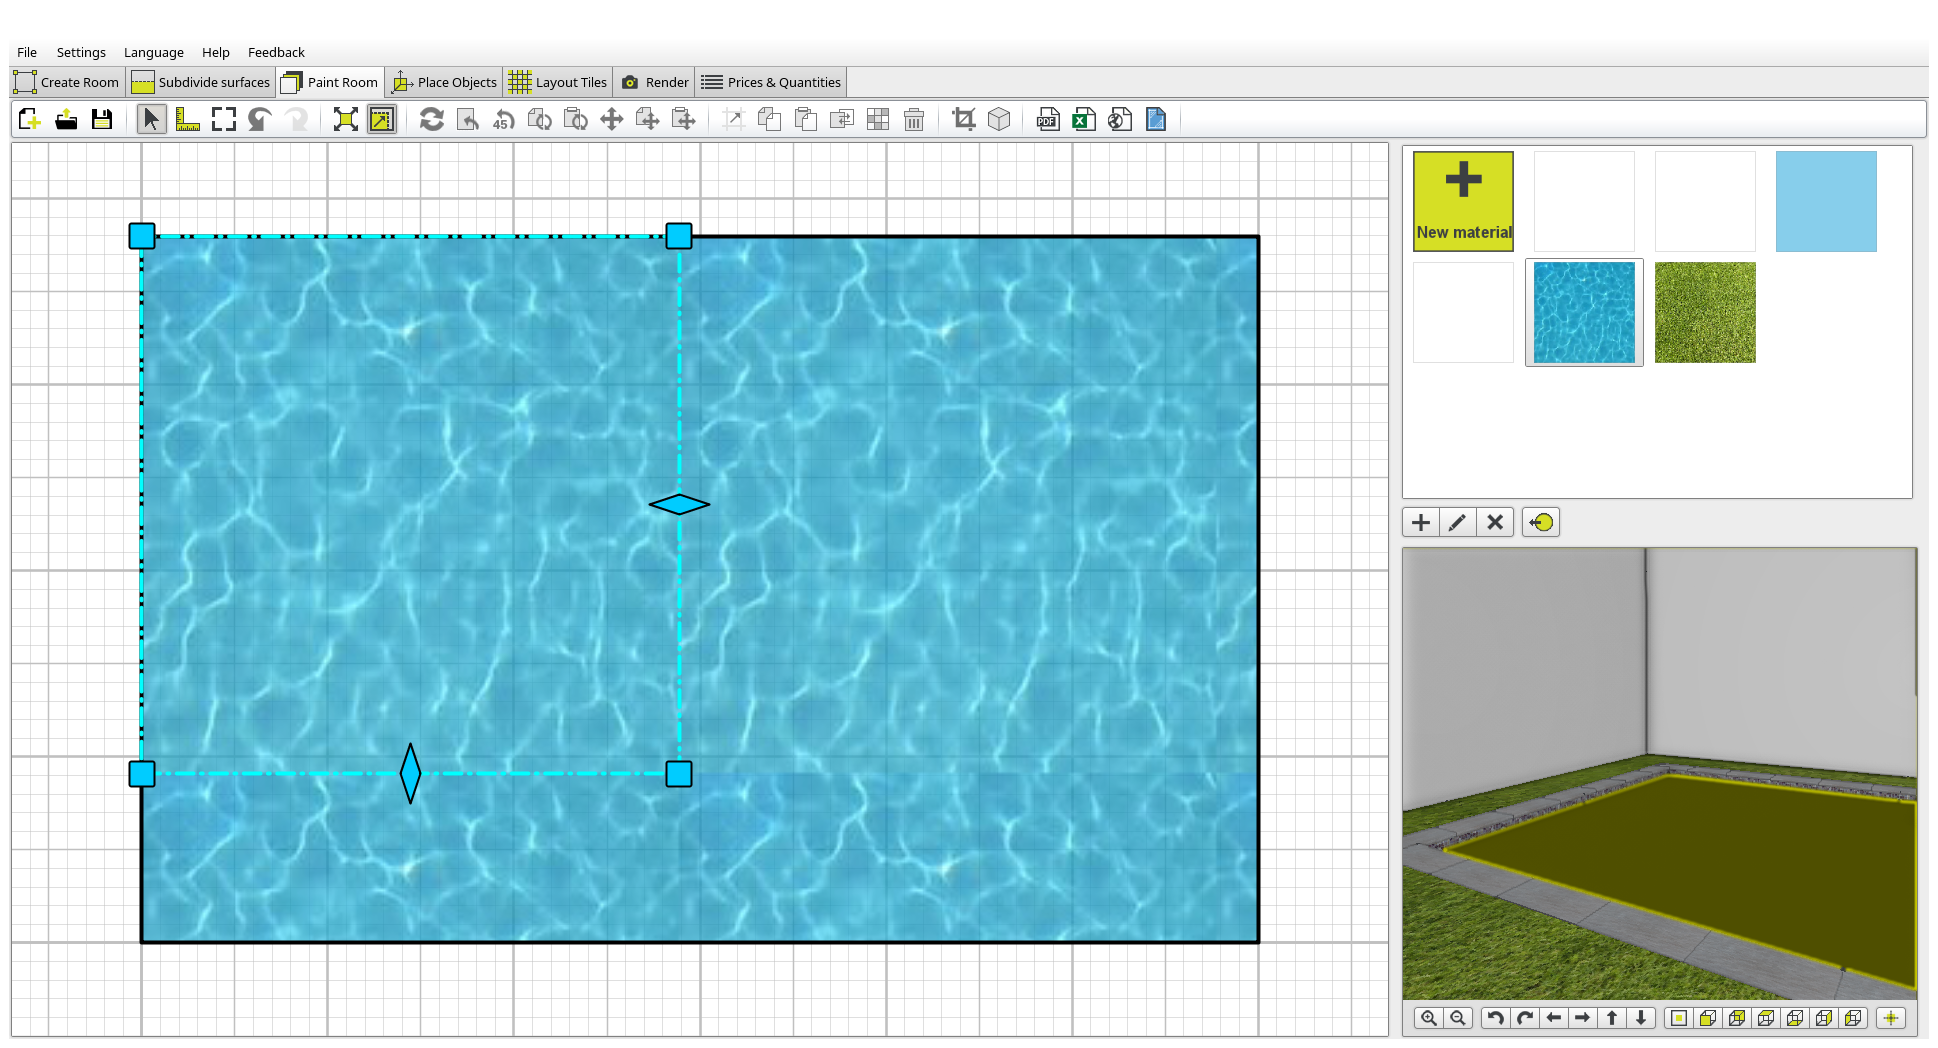 File Settings Language Help Feedback
Create Room Subdivide surfaces Paint Room Place Objects Layout Tiles Render Prices & Quantities
45 PDF X
New material